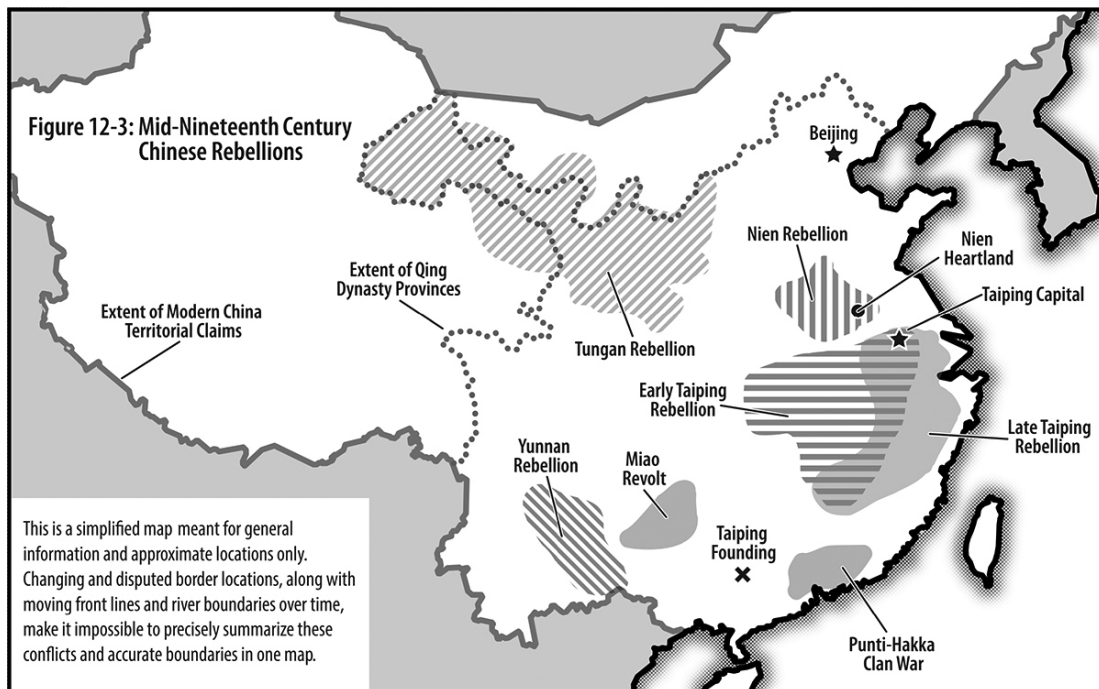 Figure 12-3: Mid-Nineteenth Century
Chinese Rebellions
Beijing
Nien Rebellion
Nien
Heartland
Extent of Qing
Dynasty Provinces
Taiping Capital
Extent of Modern China
Territorial Claims
Tungan Rebellion
Early Taiping
Rebellion
Late Taiping
Rebellion
Yunnan
Rebellion
Miao
Revolt
Taiping
Founding
Punti-Hakka
Clan War
This is a simplified map meant for general
information and approximate locations only.
Changing and disputed border locations, along with
moving front lines and river boundaries over time,
make it impossible to precisely summarize these
conflicts and accurate boundaries in one map.